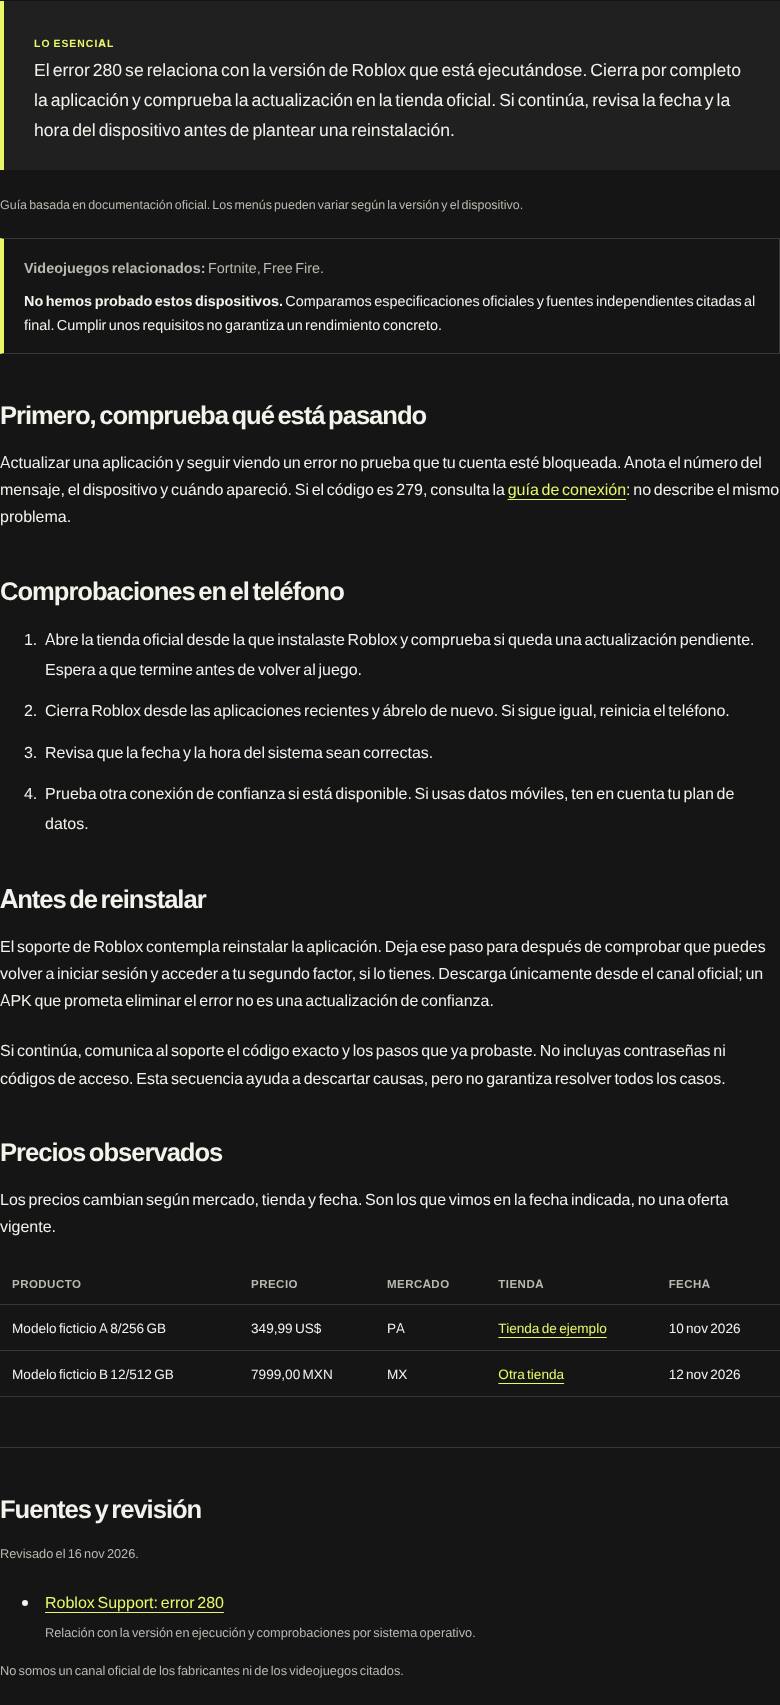 LO ESENCIAL
El error 280 se relaciona con la versión de Roblox que está ejecutándose. Cierra por completo
la aplicación y comprueba la actualización en la tienda oficial. Si continúa, revisa la fecha y la
hora del dispositivo antes de plantear una reinstalación.
Guía basada en documentación oficial. Los menús pueden variar según la versión y el dispositivo.
Videojuegos relacionados: Fortnite, Free Fire.
No hemos probado estos dispositivos. Comparamos especificaciones oficiales y fuentes independientes citadas al
final. Cumplir unos requisitos no garantiza un rendimiento concreto.
Primero, comprueba qué está pasando
Actualizar una aplicación y seguir viendo un error no prueba que tu cuenta esté bloqueada. Anota el número del
mensaje, el dispositivo y cuándo apareció. Si el código es 279, consulta la guía de conexión: no describe el mismo
problema.
Comprobaciones en el teléfono
1. Abre la tienda oficial desde la que instalaste Roblox y comprueba si queda una actualización pendiente.
Espera a que termine antes de volver al juego.
2. Cierra Roblox desde las aplicaciones recientes y ábrelo de nuevo. Si sigue igual, reinicia el teléfono.
3. Revisa que la fecha y la hora del sistema sean correctas.
4. Prueba otra conexión de confianza si está disponible. Si usas datos móviles, ten en cuenta tu plan de
datos.
Antes de reinstalar
El soporte de Roblox contempla reinstalar la aplicación. Deja ese paso para después de comprobar que puedes
volver a iniciar sesión y acceder a tu segundo factor, si lo tienes. Descarga únicamente desde el canal oficial; un
APK que prometa eliminar el error no es una actualización de confianza.
Si continúa, comunica al soporte el código exacto y los pasos que ya probaste. No incluyas contraseñas ni
códigos de acceso. Esta secuencia ayuda a descartar causas, pero no garantiza resolver todos los casos.
Precios observados
Los precios cambian según mercado, tienda y fecha. Son los que vimos en la fecha indicada, no una oferta
vigente.
PRODUCTO PRECIO MERCADO TIENDA FECHA
Modelo ficticio A 8/256 GB 349,99 US$ PA Tienda de ejemplo 10 nov 2026
Modelo ficticio B 12/512 GB 7999,00 MXN MX Otra tienda 12 nov 2026
Fuentes y revisión
Revisado el 16 nov 2026.
• Roblox Support: error 280
Relación con la versión en ejecución y comprobaciones por sistema operativo.
No somos un canal oficial de los fabricantes ni de los videojuegos citados.